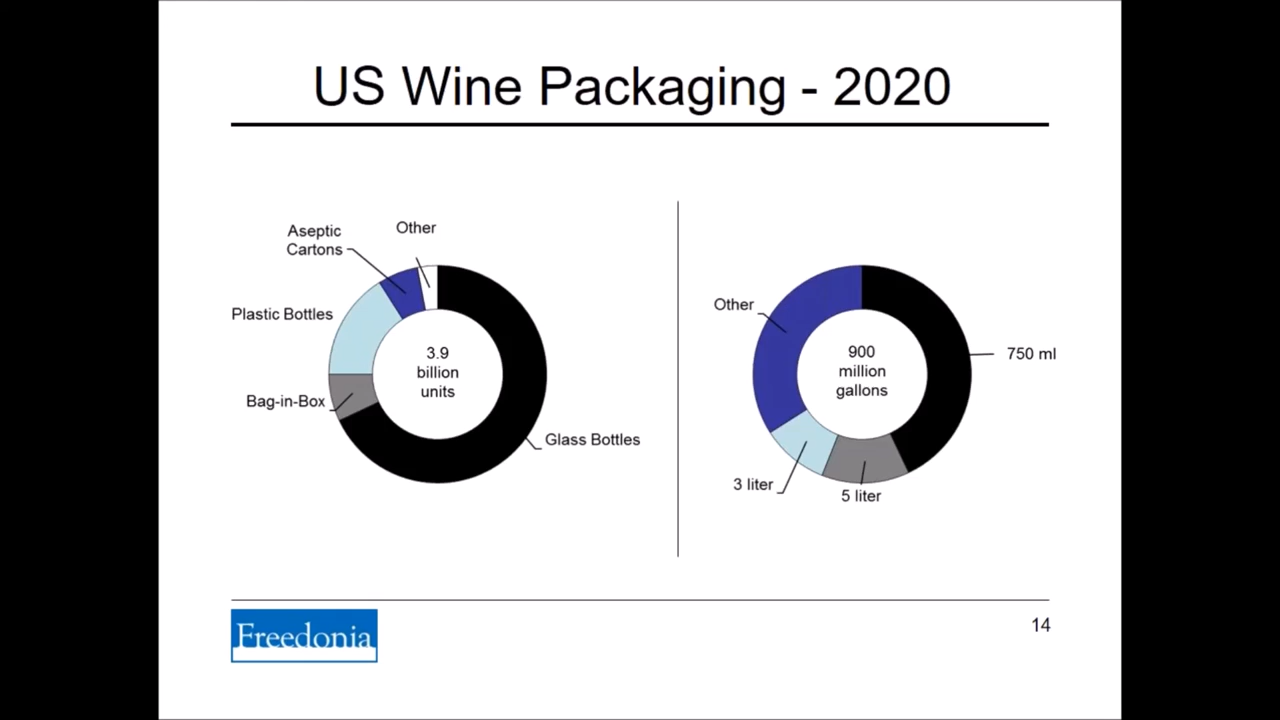 US Wine Packaging - 2020
Aseptic
Cartons
Other
Plastic Bottles
Bag-in-Box
3.9
billion
units
Glass Bottles
Other
900
million
gallons
750 ml
3 liter
5 liter
Freedonia
14